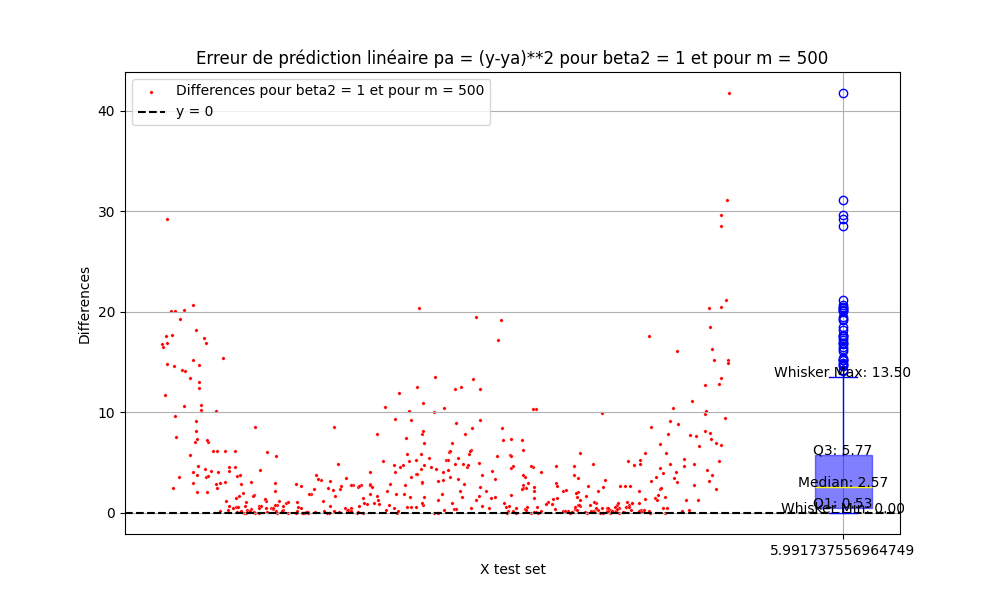 Erreur de prédiction linéaire pa = (y-ya)**2 pour beta2 = 1 et pour m = 500
Differences pour beta2 = 1 et pour m = 500
y = 0
Differences
40
30
20
10
0
Whisker Max: 13.50
Q3: 5.77
Median: 2.57
Q1: 0.53
Whisker Min: 0.00
5.991737556964749
X test set